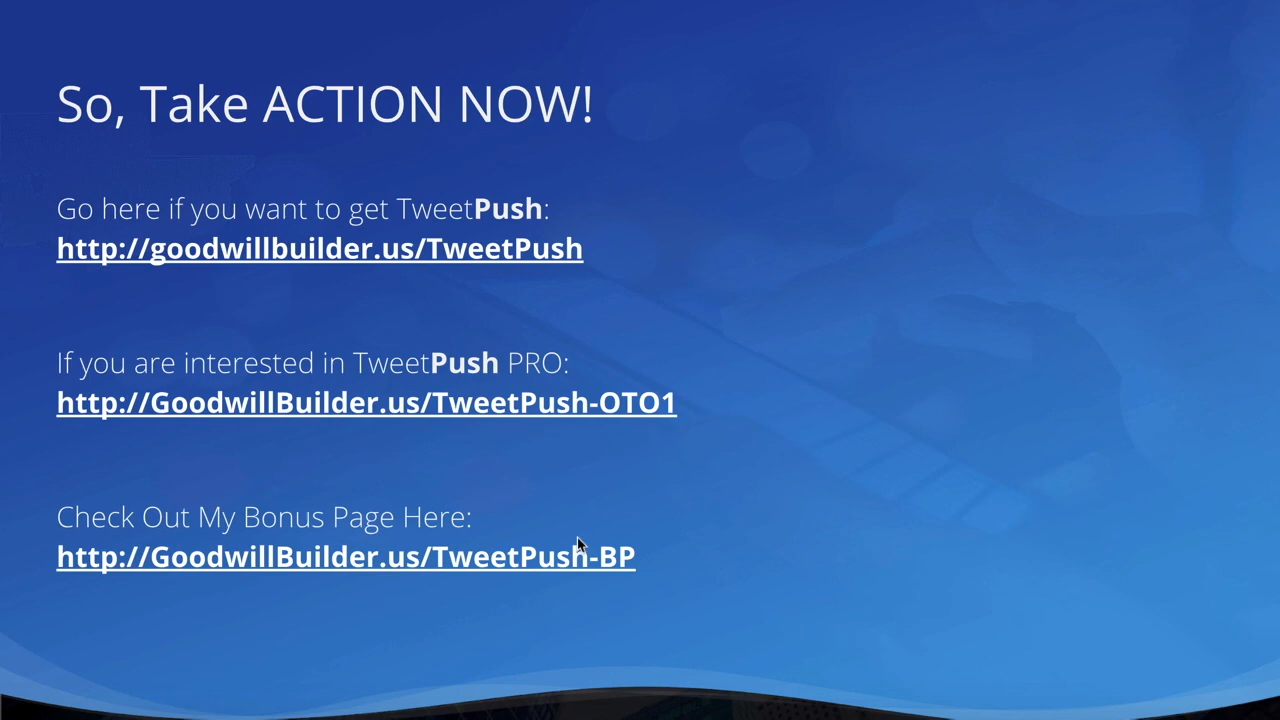 So, Take ACTION NOW!
Go here if you want to get TweetPush:
http://goodwillbuilder.us/TweetPush
If you are interested in TweetPush PRO:
http://GoodwillBuilder.us/TweetPush-OTO1
Check Out My Bonus Page Here:
http://GoodwillBuilder.us/TweetPush-BP